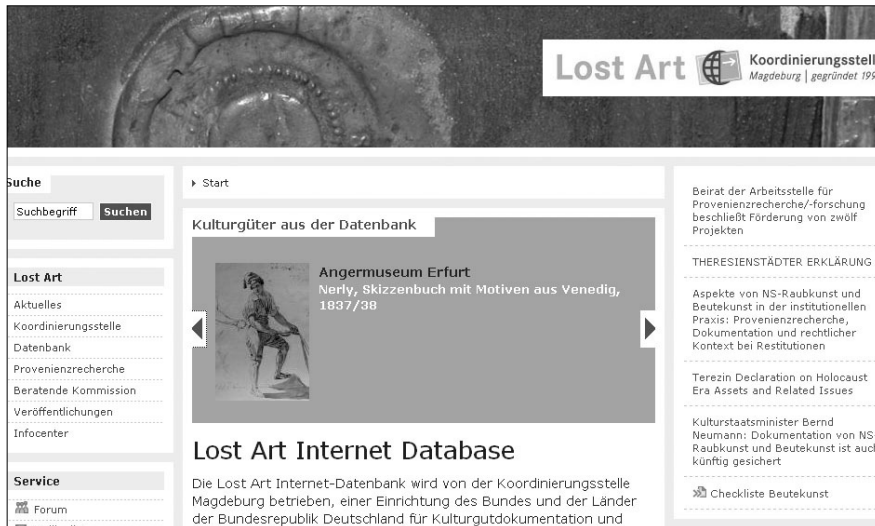 Lost Art
Koordinierungsstell
Magdeburg | gegründet 199
Suche
Suchbegriff Suchen
Lost Art
Aktuelles
Koordinierungsstelle
Datenbank
Provenienzrecherche
Beratende Kommission
Veröffentlichungen
Infocenter
Service
Forum
Start
Kulturgüter aus der Datenbank
Angermuseum Erfurt
Nerly, Skizzenbuch mit Motiven aus Venedig,
1837/38
Lost Art Internet Database
Die Lost Art Internet-Datenbank wird von der Koordinierungsstelle
Magdeburg betrieben, einer Einrichtung des Bundes und der Länder
der Bundesrepublik Deutschland für Kulturgutdokumentation und
Beirat der Arbeitsstelle für
Provenienzrecherche/-forschung
beschließt Förderung von zwölf
Projekten
THERESIENSTÄDTER ERKLÄRUNG
Aspekte von NS-Raubkunst und
Beutekunst in der institutionellen
Praxis: Provenienzrecherche,
Dokumentation und rechtlicher
Kontext bei Restitutionen
Terezin Declaration on Holocaust
Era Assets and Related Issues
Kulturstaatsminister Bernd
Neumann: Dokumentation von NS-
Raubkunst und Beutekunst ist auch
künftig gesichert
Checkliste Beutekunst